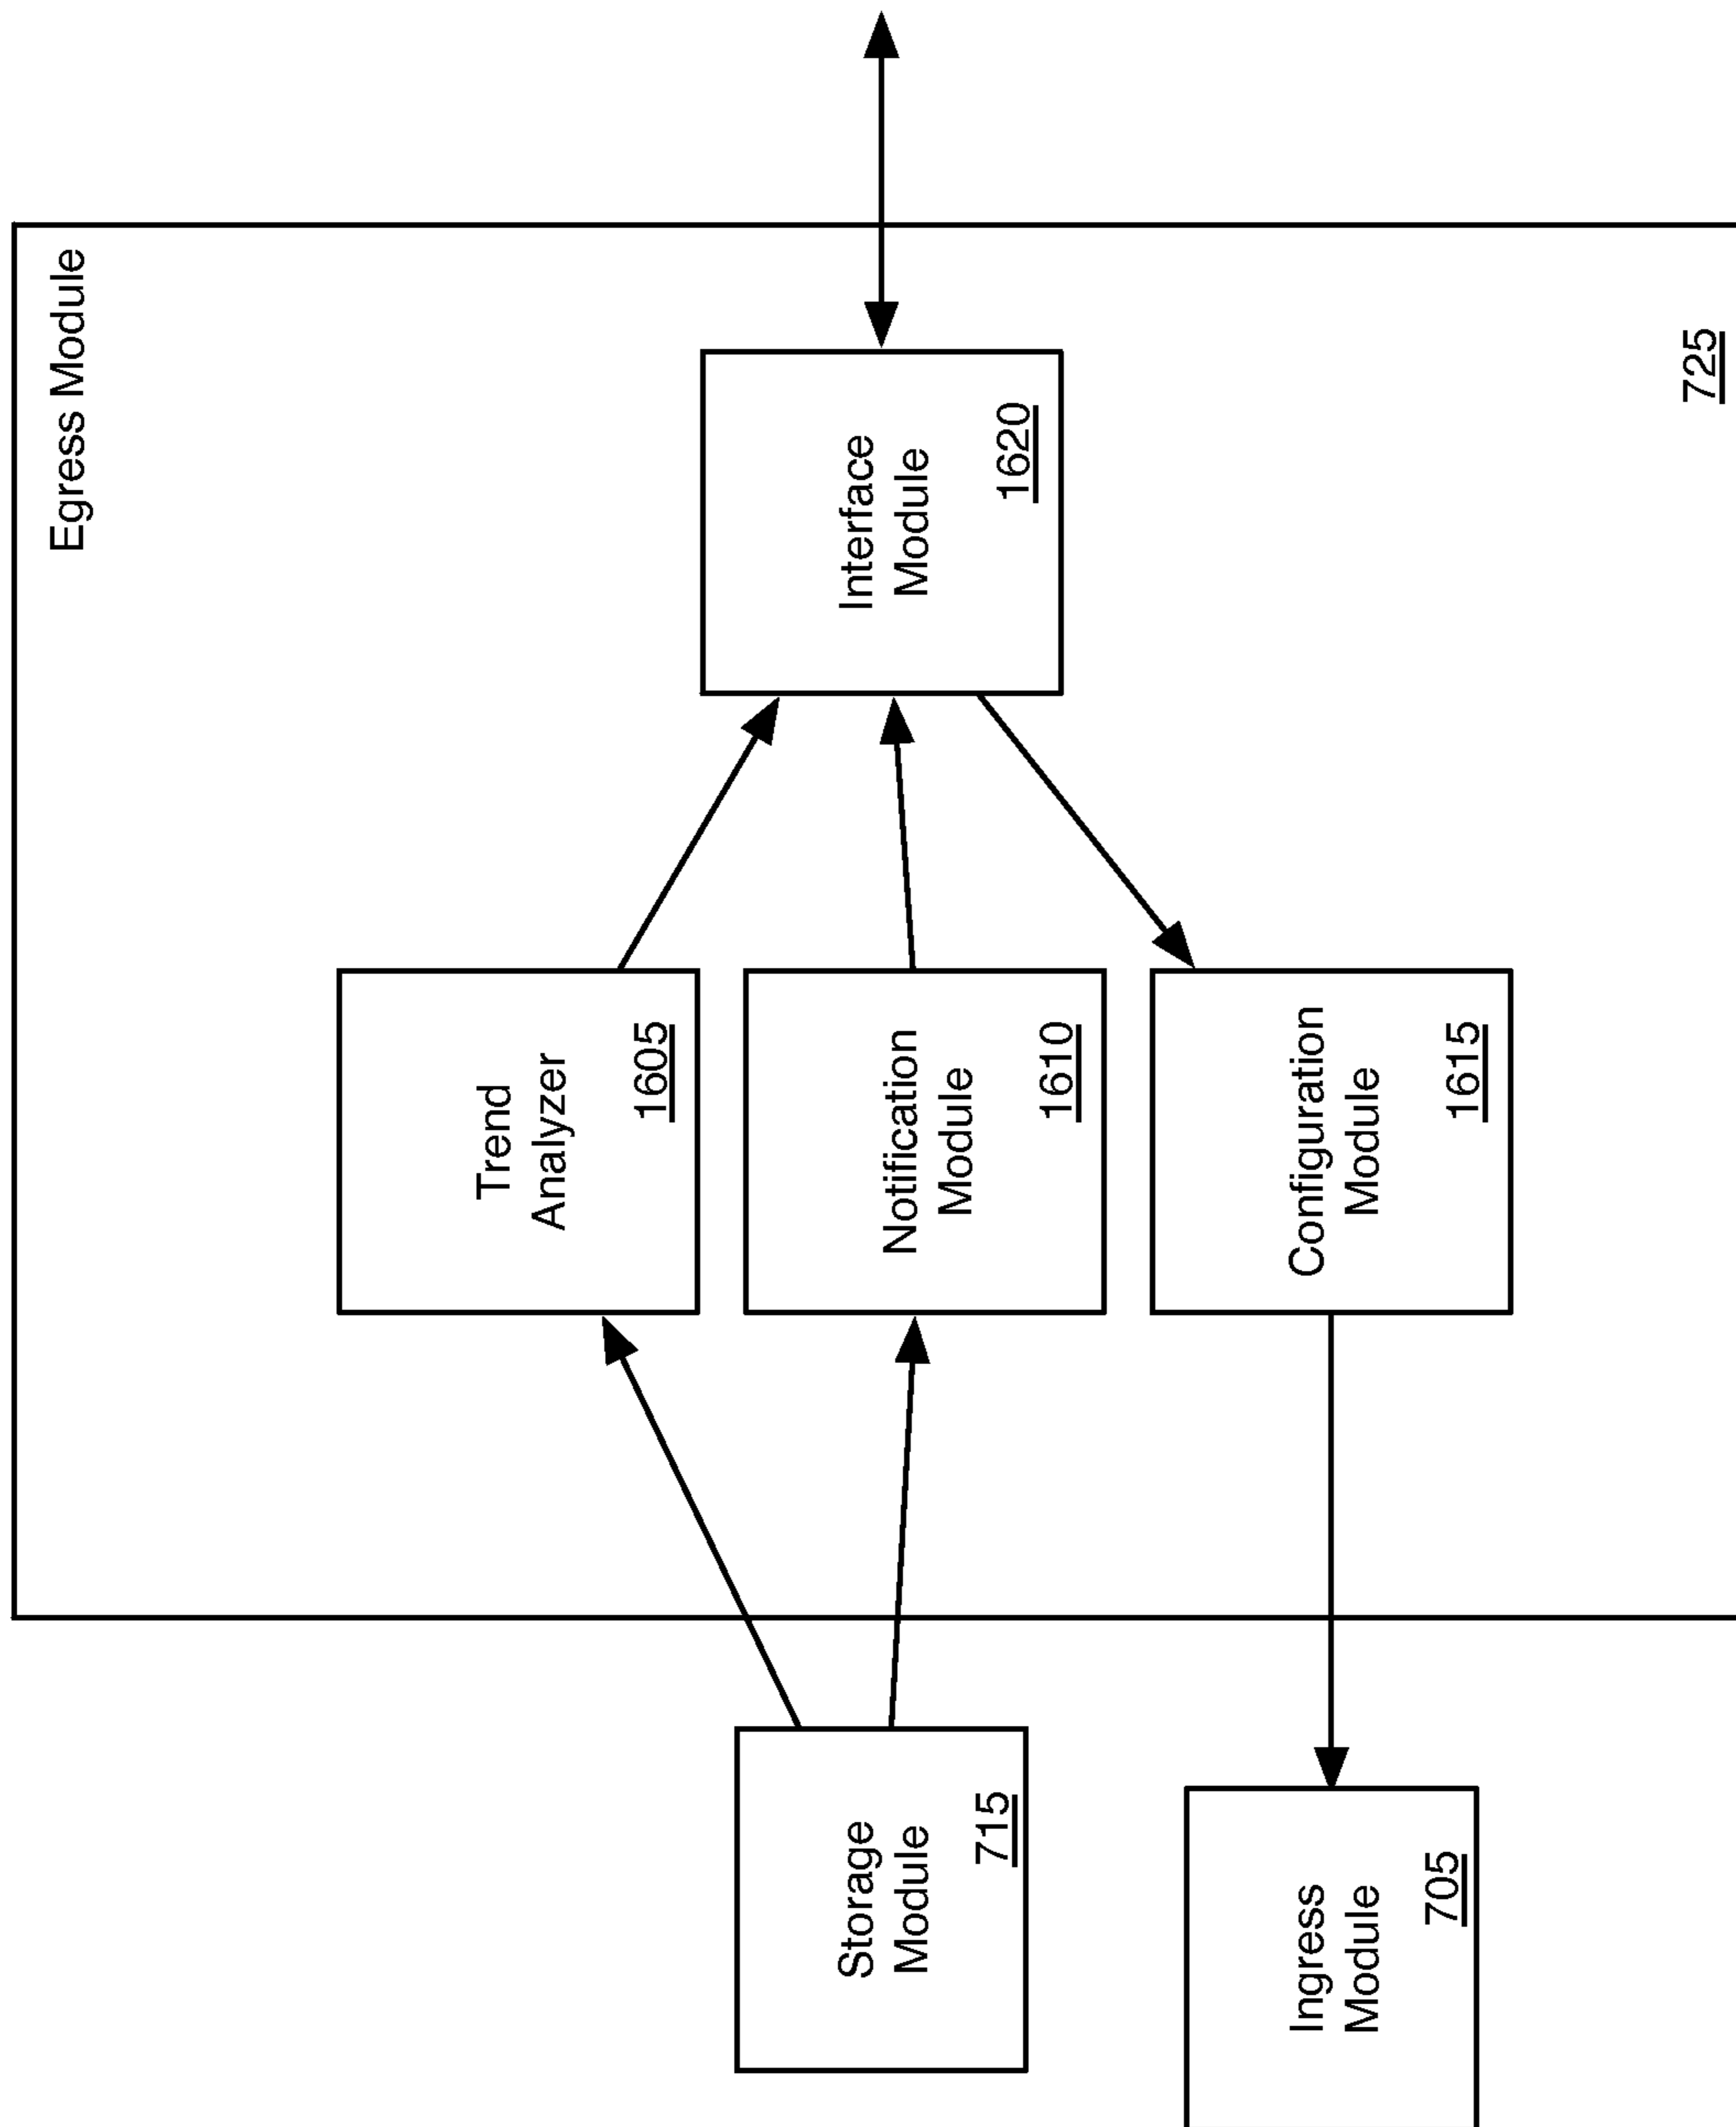 Egress Module
Trend
Analyzer
1605
Storage
Module
715
Notification
Module
1610
Interface
Module
1620
Ingress
Module
705
Configuration
Module
1615
725